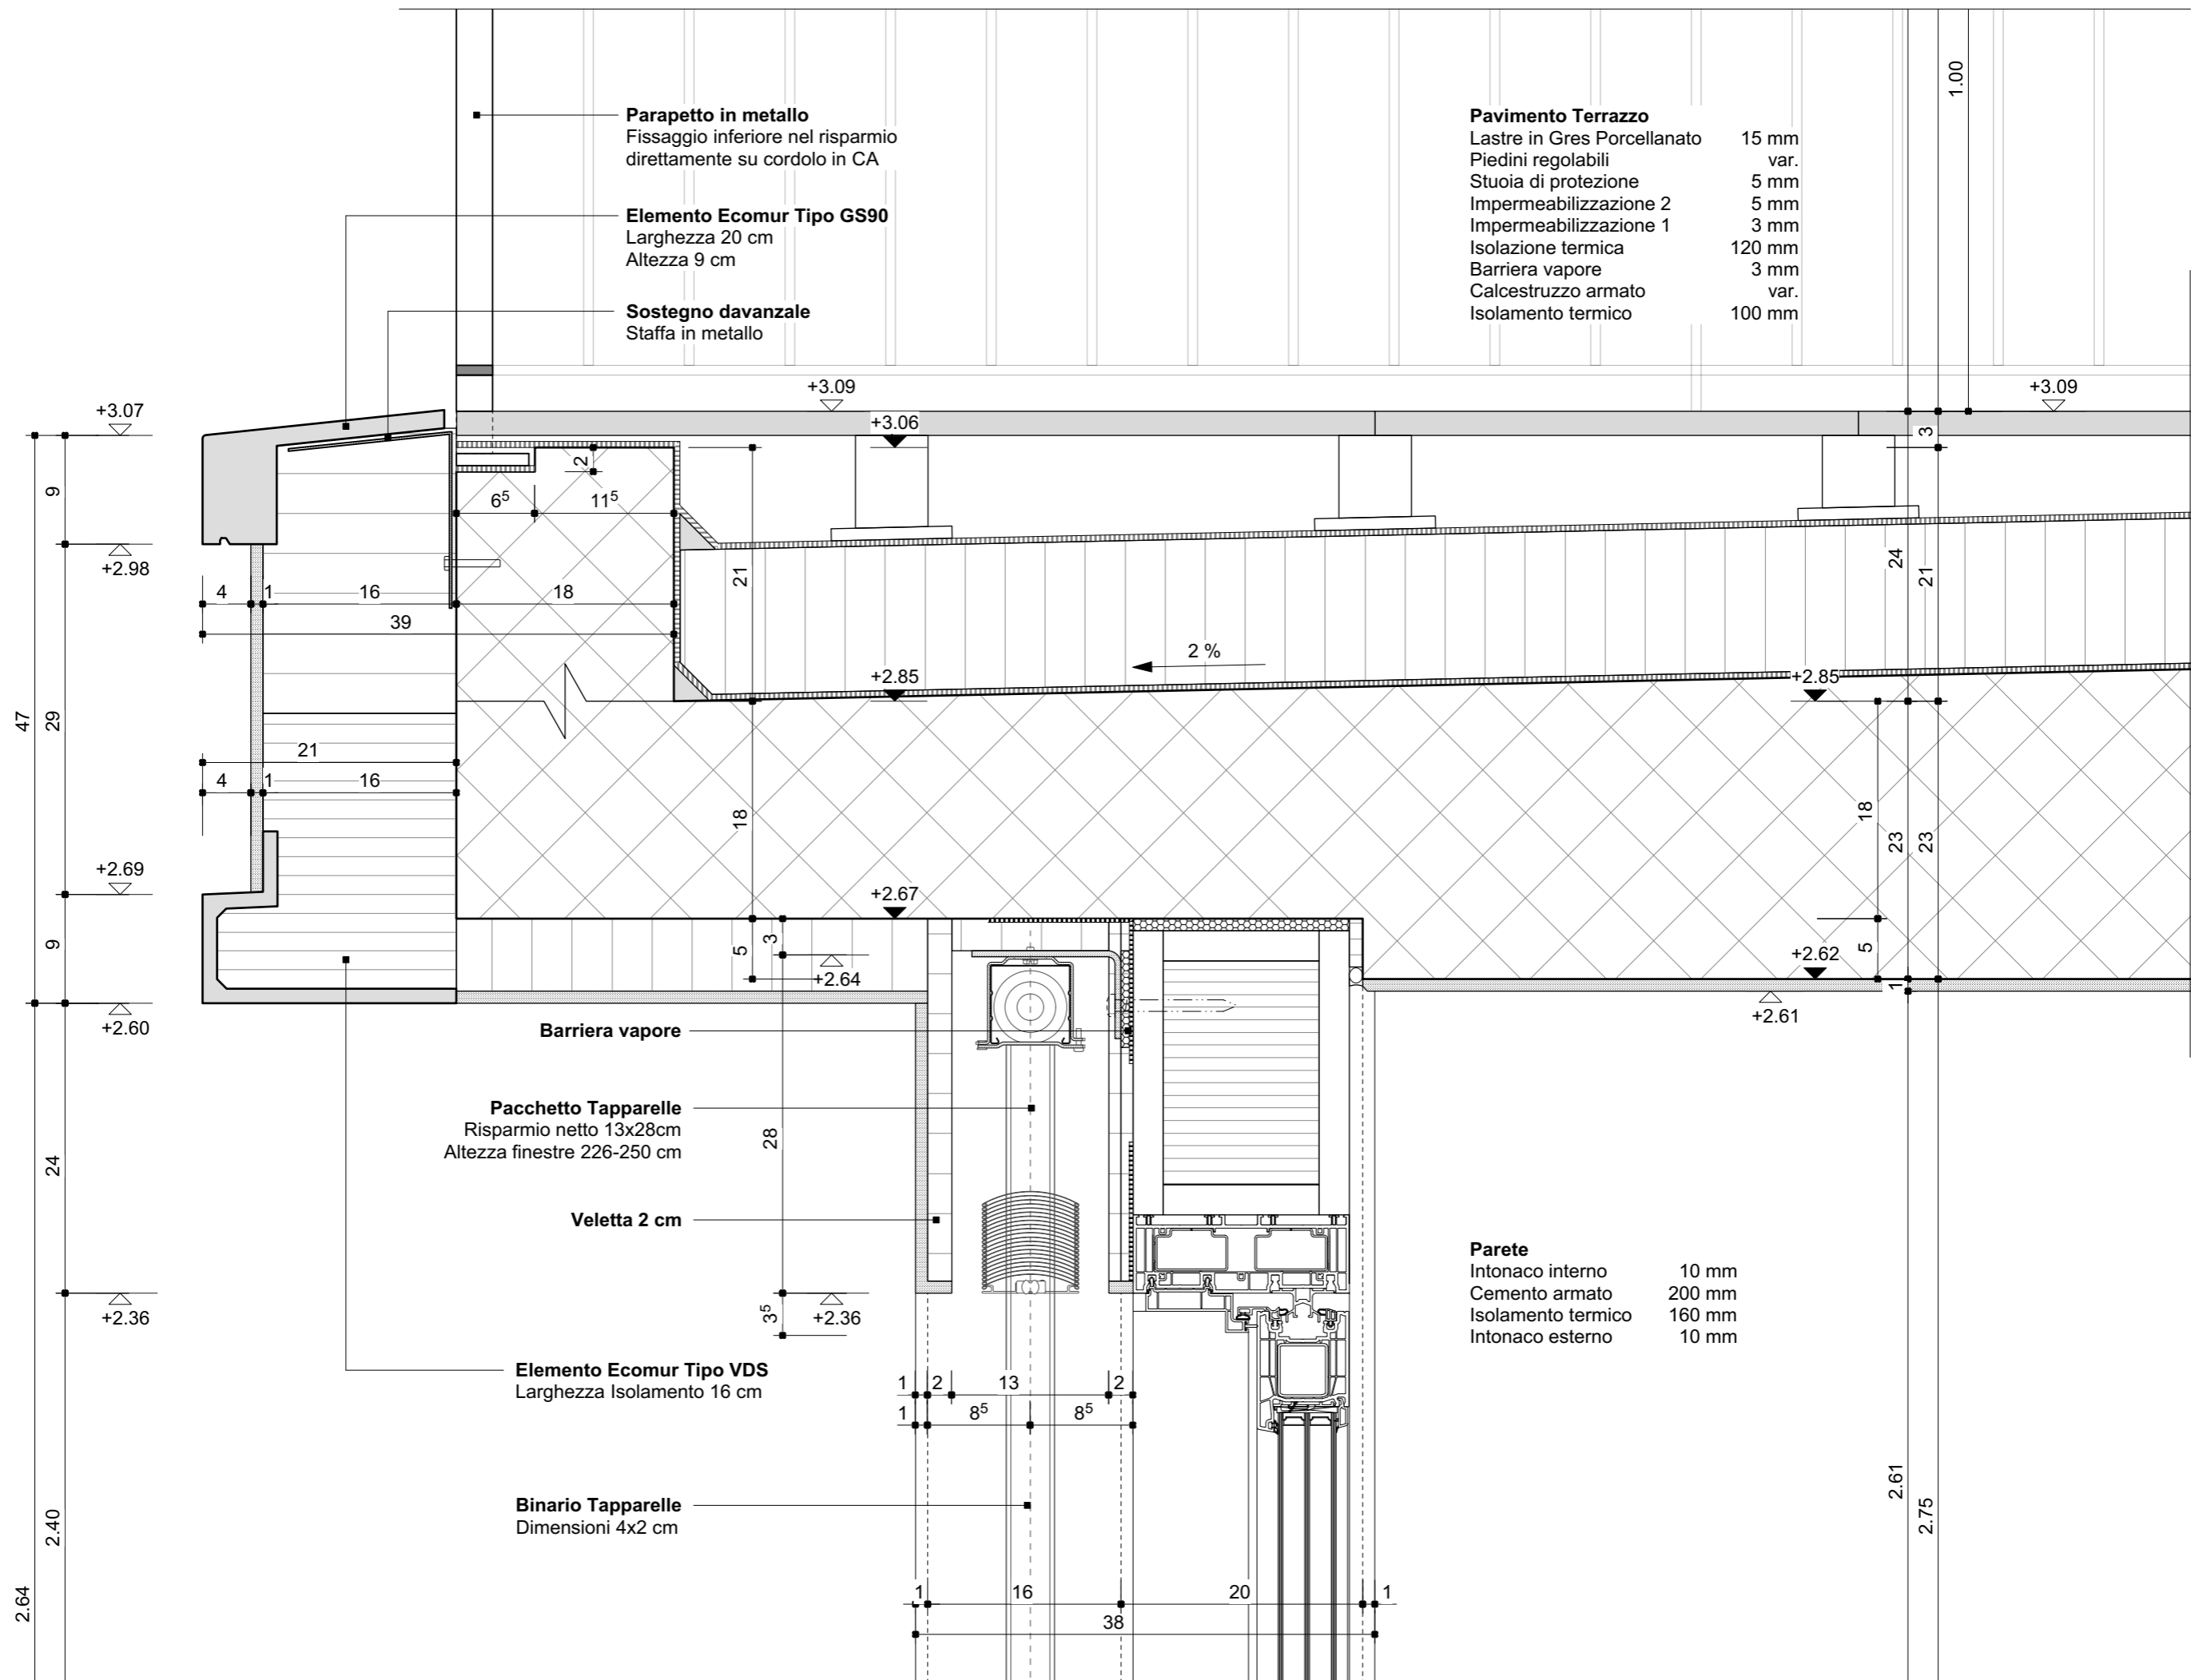 1.00
Parapetto in metallo
Fissaggio inferiore nel risparmio
direttamente su cordolo in CA
Elemento Ecomur Tipo GS90
Larghezza 20 cm
Altezza 9 cm
Sostegno davanzale
Staffa in metallo
Pavimento Terrazzo
Lastre in Gres Porcellanato 15 mm
Piedini regolabili var.
Stuoia di protezione 5 mm
Impermeabilizzazione 2 5 mm
Impermeabilizzazione 1 3 mm
Isolazione termica 120 mm
Barriera vapore 3 mm
Calcestruzzo armato var.
Isolamento termico 100 mm
+3.09
+3.09
+3.07
+3.06
3
2
9
6⁵ 11⁵
+2.98
21
24
21
4 1 16 18
39
2 %
+2.85
+2.85
47
29
21
4 1 16
18
18
23
23
+2.69
+2.67
9
3
5
5
+2.64
+2.62
1
+2.60
+2.61
Barriera vapore
Pacchetto Tapparelle
Risparmio netto 13x28cm
Altezza finestre 226-250 cm
28
24
Veletta 2 cm
+2.36
3⁵
+2.36
Parete
Intonaco interno 10 mm
Cemento armato 200 mm
Isolamento termico 160 mm
Intonaco esterno 10 mm
Elemento Ecomur Tipo VDS
Larghezza Isolamento 16 cm
1 2 13 2
1 8⁵ 8⁵
Binario Tapparelle
Dimensioni 4x2 cm
2.40
2.61
2.75
2.64
1 16 20 1
38